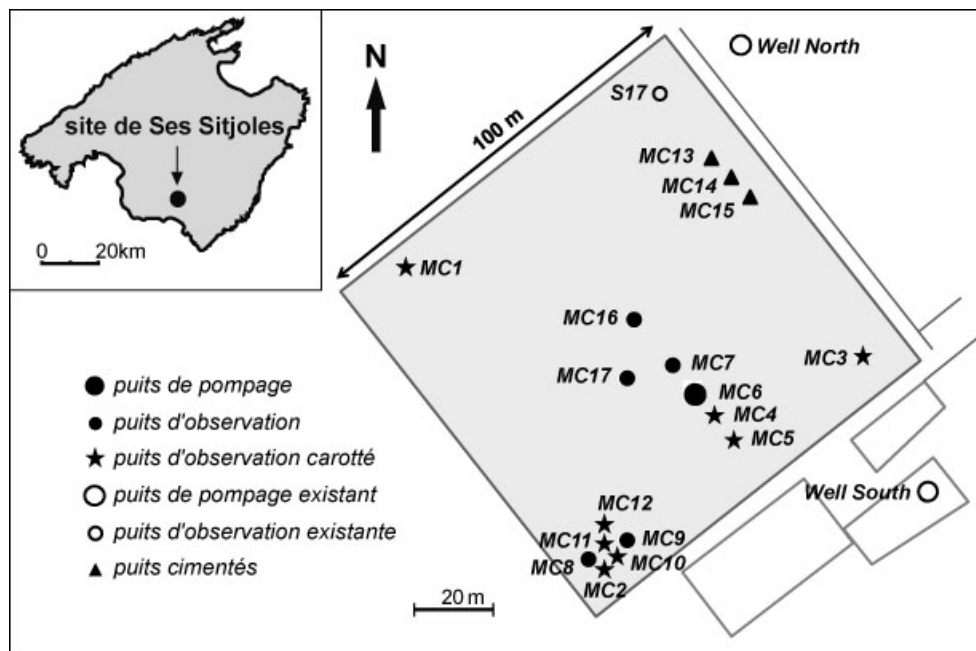 site de Ses Sitjoles
0 20km
N
100 m
Well North
S17
MC13
MC14
MC15
MC1
MC16
MC3
MC7
MC17
MC6
MC4
MC5
puits de pompage
puits d'observation
puits d'observation carotté
puits de pompage existant
puits d'observation existante
puits cimentés
Well South
MC12
MC11
MC9
MC8
MC10
MC2
20 m